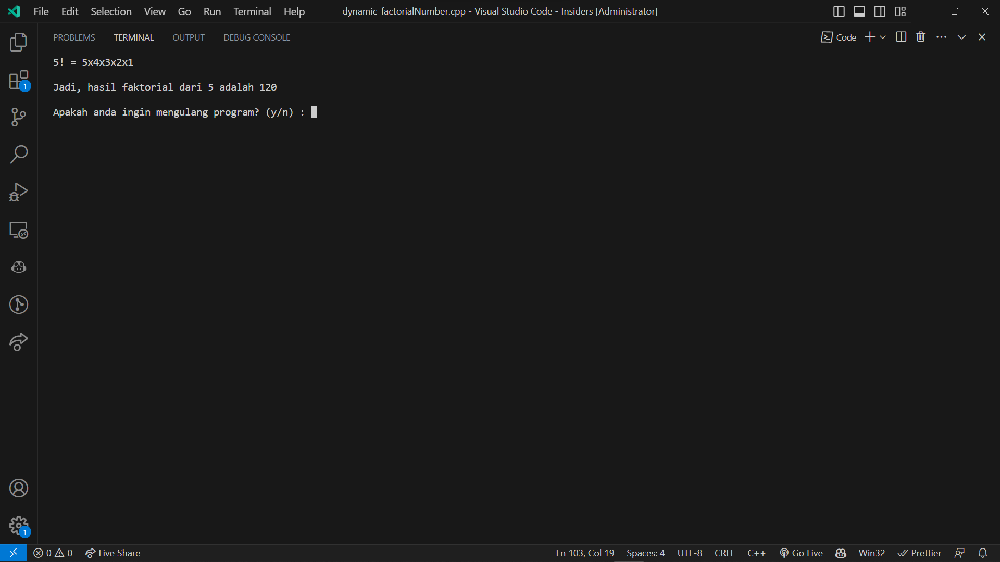 File Edit Selection View Go Run Terminal Help dynamic_factorialNumber.cpp - Visual Studio Code - Insiders [Administrator]
PROBLEMS TERMINAL OUTPUT DEBUG CONSOLE Code
5! = 5x4x3x2x1
Jadi, hasil faktorial dari 5 adalah 120
Apakah anda ingin mengulang program? (y/n) :
1
1
0 0 Live Share Ln 103, Col 19 Spaces: 4 UTF-8 CRLF C++ Go Live Win32 Prettier